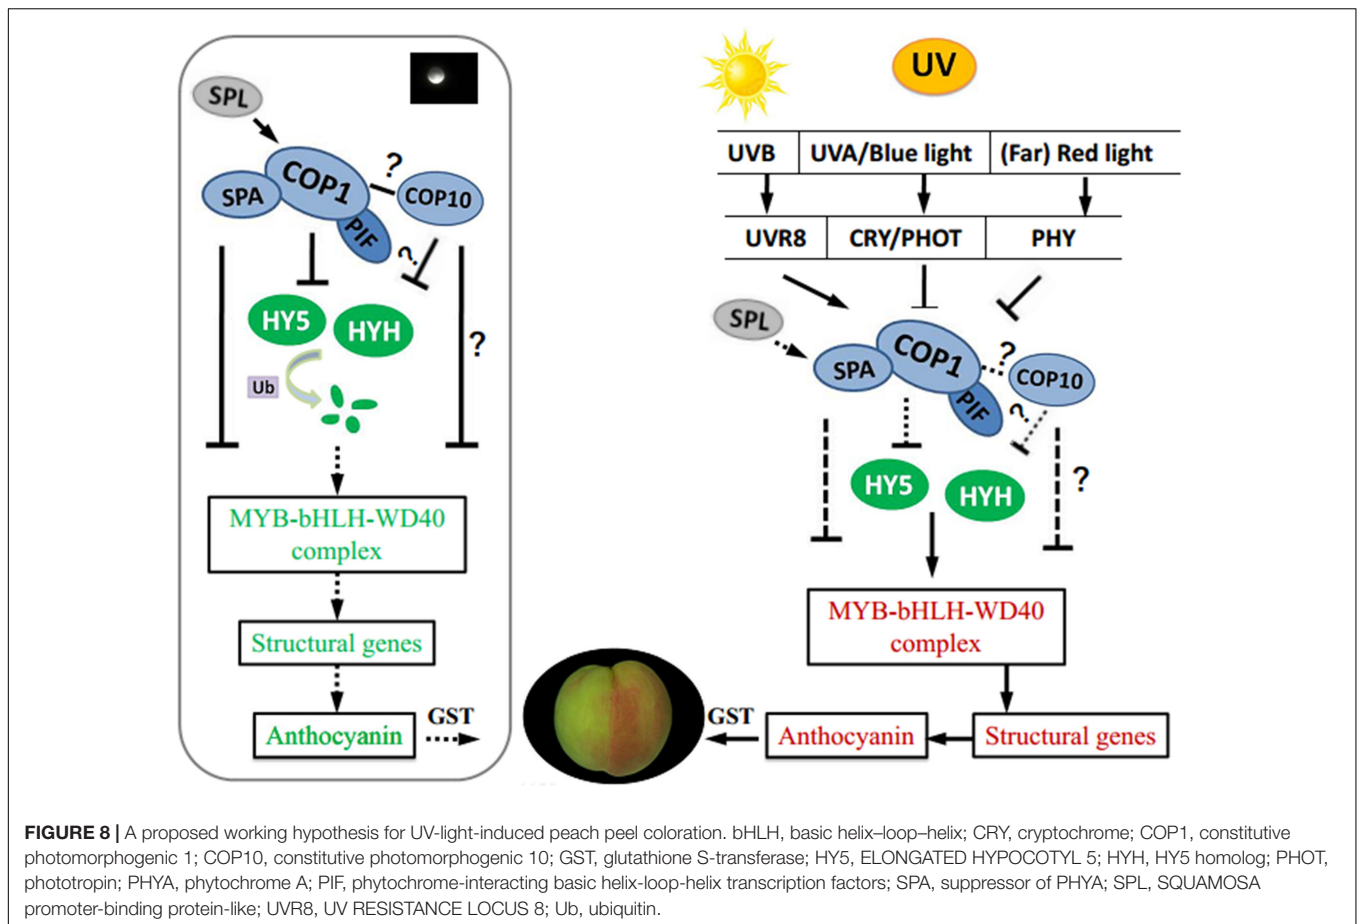 SPL
COP1
?
SPA
COP10
PIF
?
HY5
HYH
?
Ub
MYB-bHLH-WD40
complex
Structural genes
Anthocyanin
GST
UV
UVB
UVA/Blue light
(Far) Red light
UVR8
CRY/PHOT
PHY
SPL
COP1
?
SPA
COP10
PIF
?
HY5
HYH
?
MYB-bHLH-WD40
complex
GST
Anthocyanin
Structural genes
FIGURE 8 | A proposed working hypothesis for UV-light-induced peach peel coloration. bHLH, basic helix–loop–helix; CRY, cryptochrome; COP1, constitutive
photomorphogenic 1; COP10, constitutive photomorphogenic 10; GST, glutathione S-transferase; HY5, ELONGATED HYPOCOTYL 5; HYH, HY5 homolog; PHOT,
phototropin; PHYA, phytochrome A; PIF, phytochrome-interacting basic helix-loop-helix transcription factors; SPA, suppressor of PHYA; SPL, SQUAMOSA
promoter-binding protein-like; UVR8, UV RESISTANCE LOCUS 8; Ub, ubiquitin.